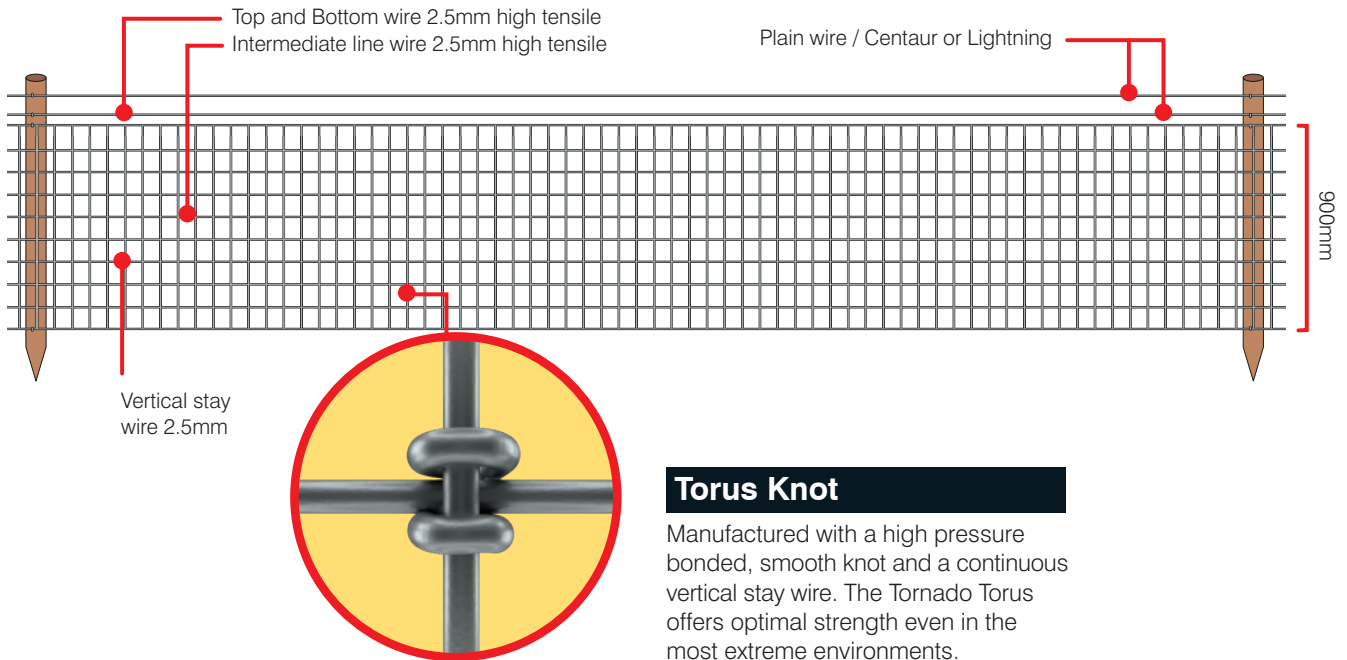 Top and Bottom wire 2.5mm high tensile
Intermediate line wire 2.5mm high tensile
Plain wire / Centaur or Lightning
900mm
Vertical stay
wire 2.5mm
Torus Knot
Manufactured with a high pressure
bonded, smooth knot and a continuous
vertical stay wire. The Tornado Torus
offers optimal strength even in the
most extreme environments.